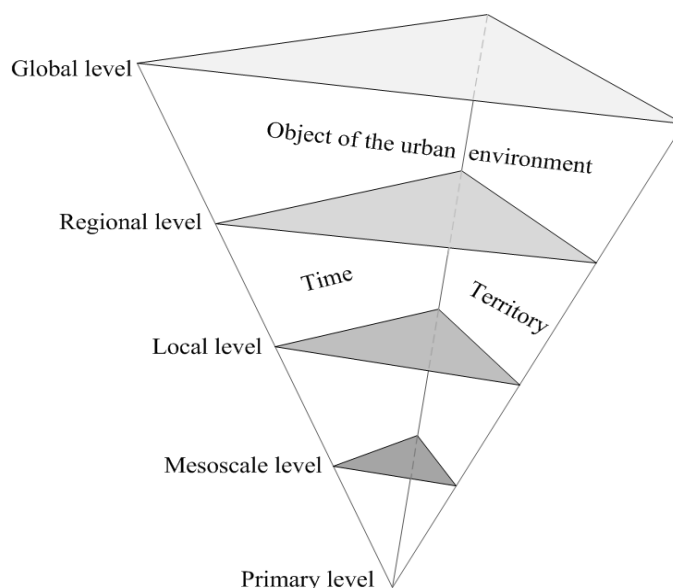 Global level
Object of the urban environment
Regional level
Time
Territory
Local level
Mesoscale level
Primary level